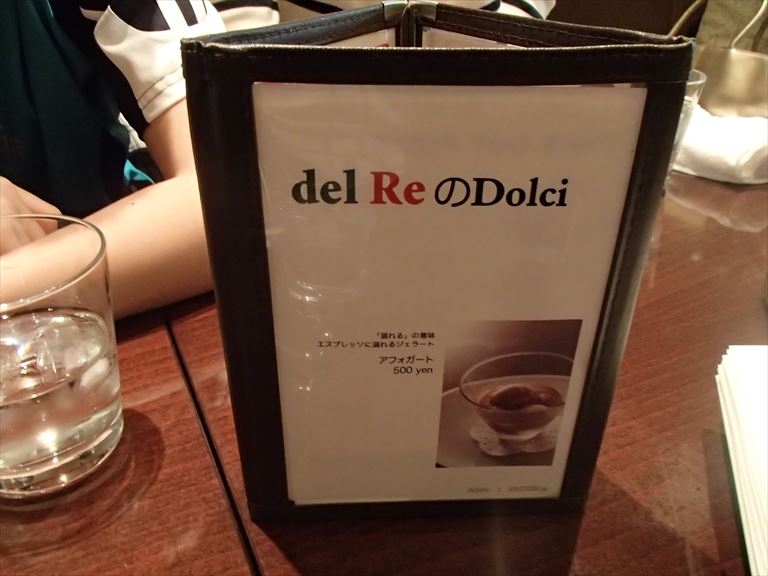 del Re のDolci
「溺れる」の意味
エスプレッソに溺れるジェラート
アフォガート
500 yen